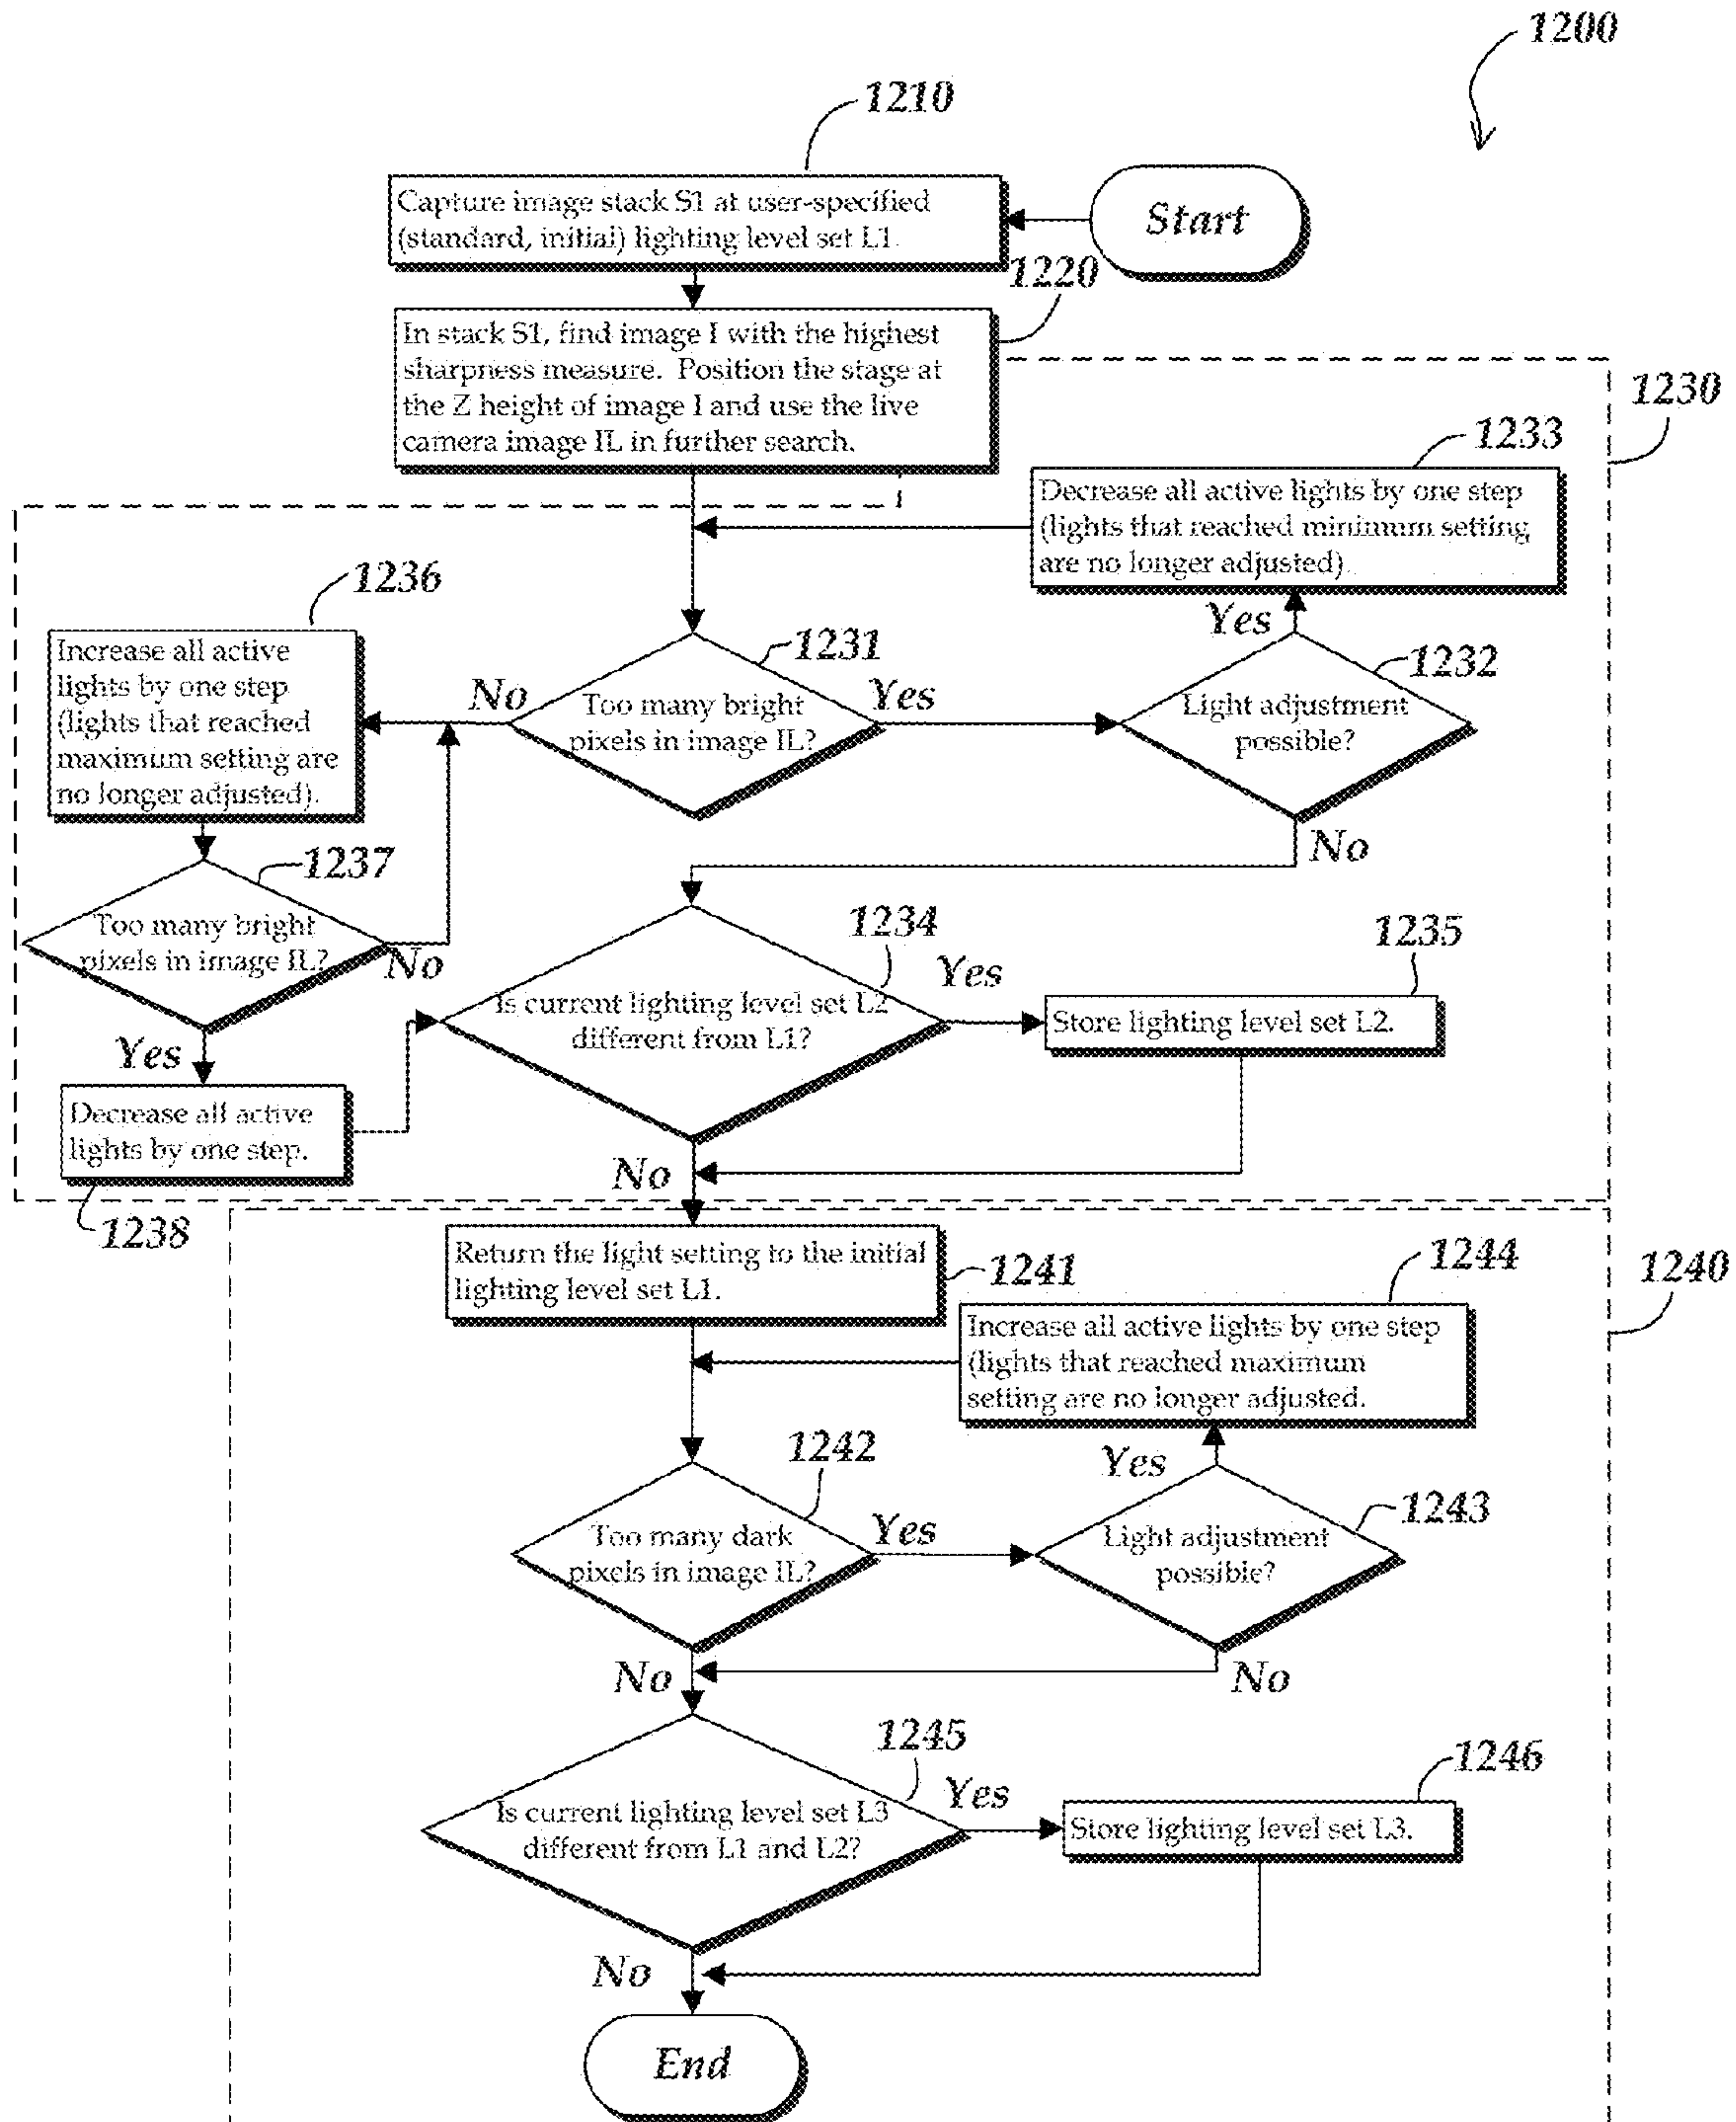 1200
1210
Capture image stack S1 at user-specified
(standard, initial) lighting level set L1.
Start
1220
In stack S1, find image I with the highest
sharpness measure. Position the stage at
the Z height of image I and use the live
camera image IL in further search.
1230
1233
Decrease all active lights by one step
(lights that reached minimum setting
are no longer adjusted).
1236
Increase all active
lights by one step
(lights that reached
maximum setting are
no longer adjusted).
1231
Too many bright
pixels in image IL?
No
Yes
Yes
1232
Light adjustment
possible?
No
1237
Too many bright
pixels in image IL?
No
Yes
1234
Is current lighting level set L2
different from L1?
Yes
1235
Store lighting level set L2.
Decrease all active
lights by one step.
1238
No
Return the light setting to the initial
lighting level set L1.
1241
1240
1244
Increase all active lights by one step
(lights that reached maximum
setting are no longer adjusted.
1242
Too many dark
pixels in image IL?
Yes
Yes
1243
Light adjustment
possible?
No
No
1245
Is current lighting level set L3
different from L1 and L2?
Yes
1246
Store lighting level set L3.
No
End